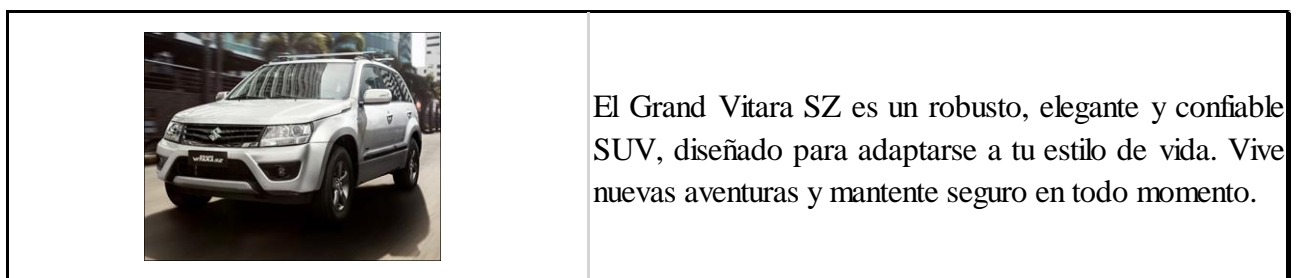 El Grand Vitara SZ es un robusto, elegante y confiable
SUV, diseñado para adaptarse a tu estilo de vida. Vive
nuevas aventuras y mantente seguro en todo momento.